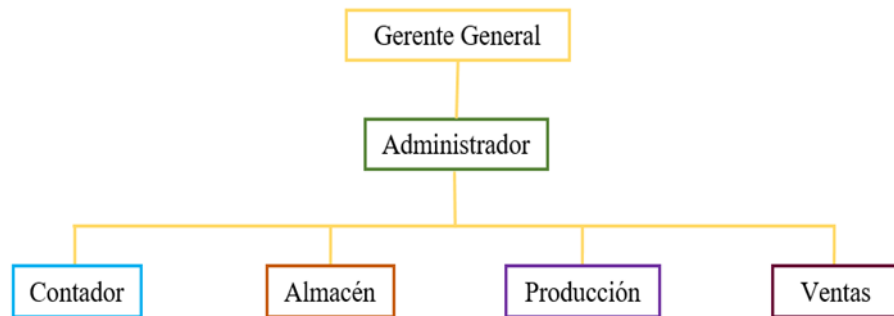 Gerente General
Administrador
Contador
Almacén
Producción
Ventas